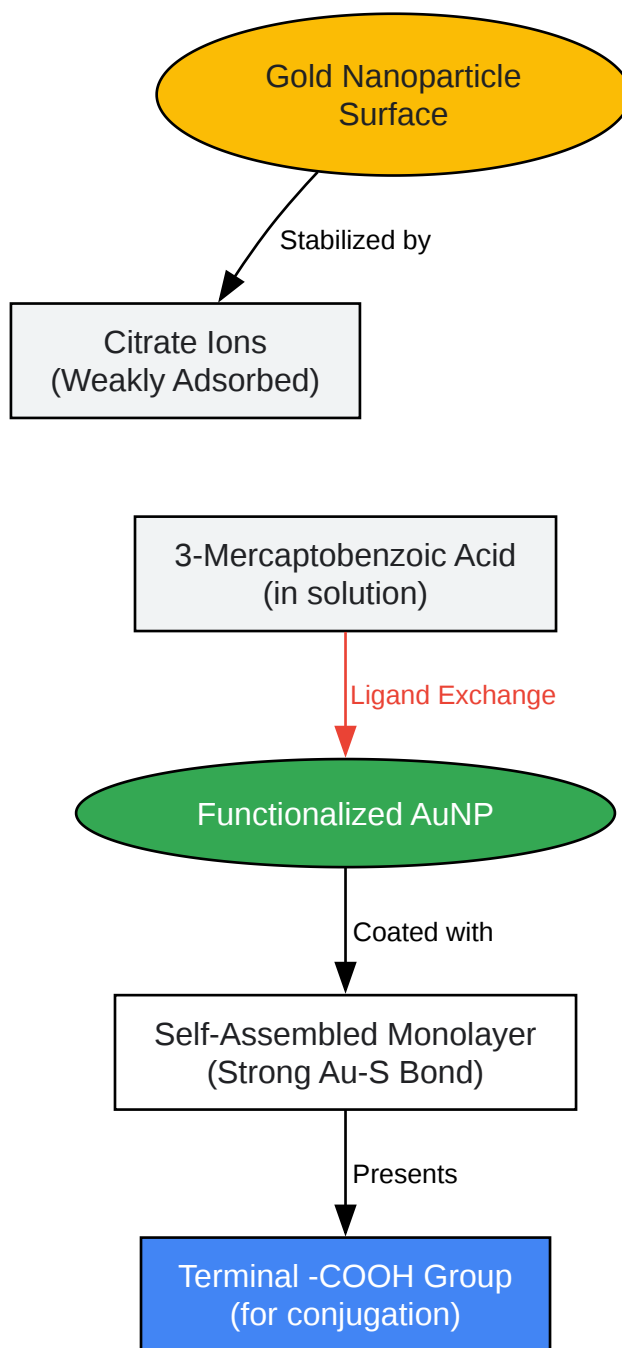 Gold Nanoparticle
Surface
Stabilized by
Citrate Ions
(Weakly Adsorbed)
3-Mercaptobenzoic Acid
(in solution)
Ligand Exchange
Functionalized AuNP
Coated with
Self-Assembled Monolayer
(Strong Au-S Bond)
Presents
Terminal -COOH Group
(for conjugation)